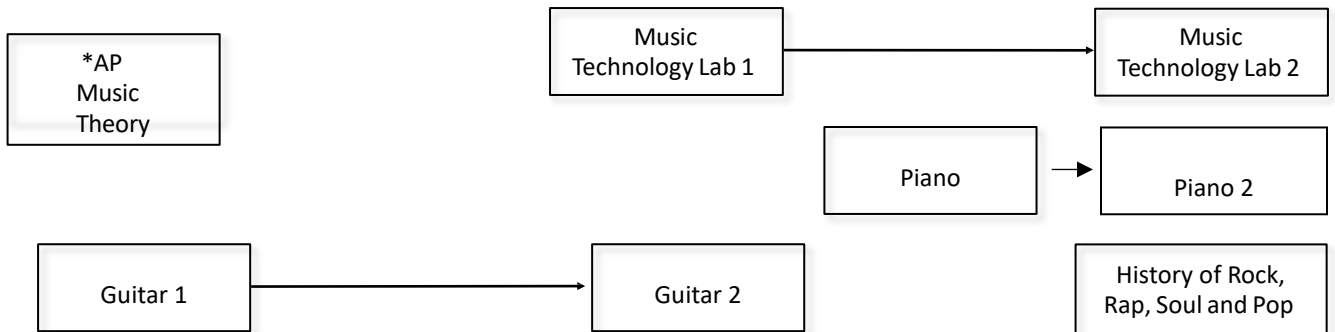 *AP
Music
Theory
Music
Technology Lab 1
Music
Technology Lab 2
Piano
Piano 2
Guitar 1
Guitar 2
History of Rock,
Rap, Soul and Pop